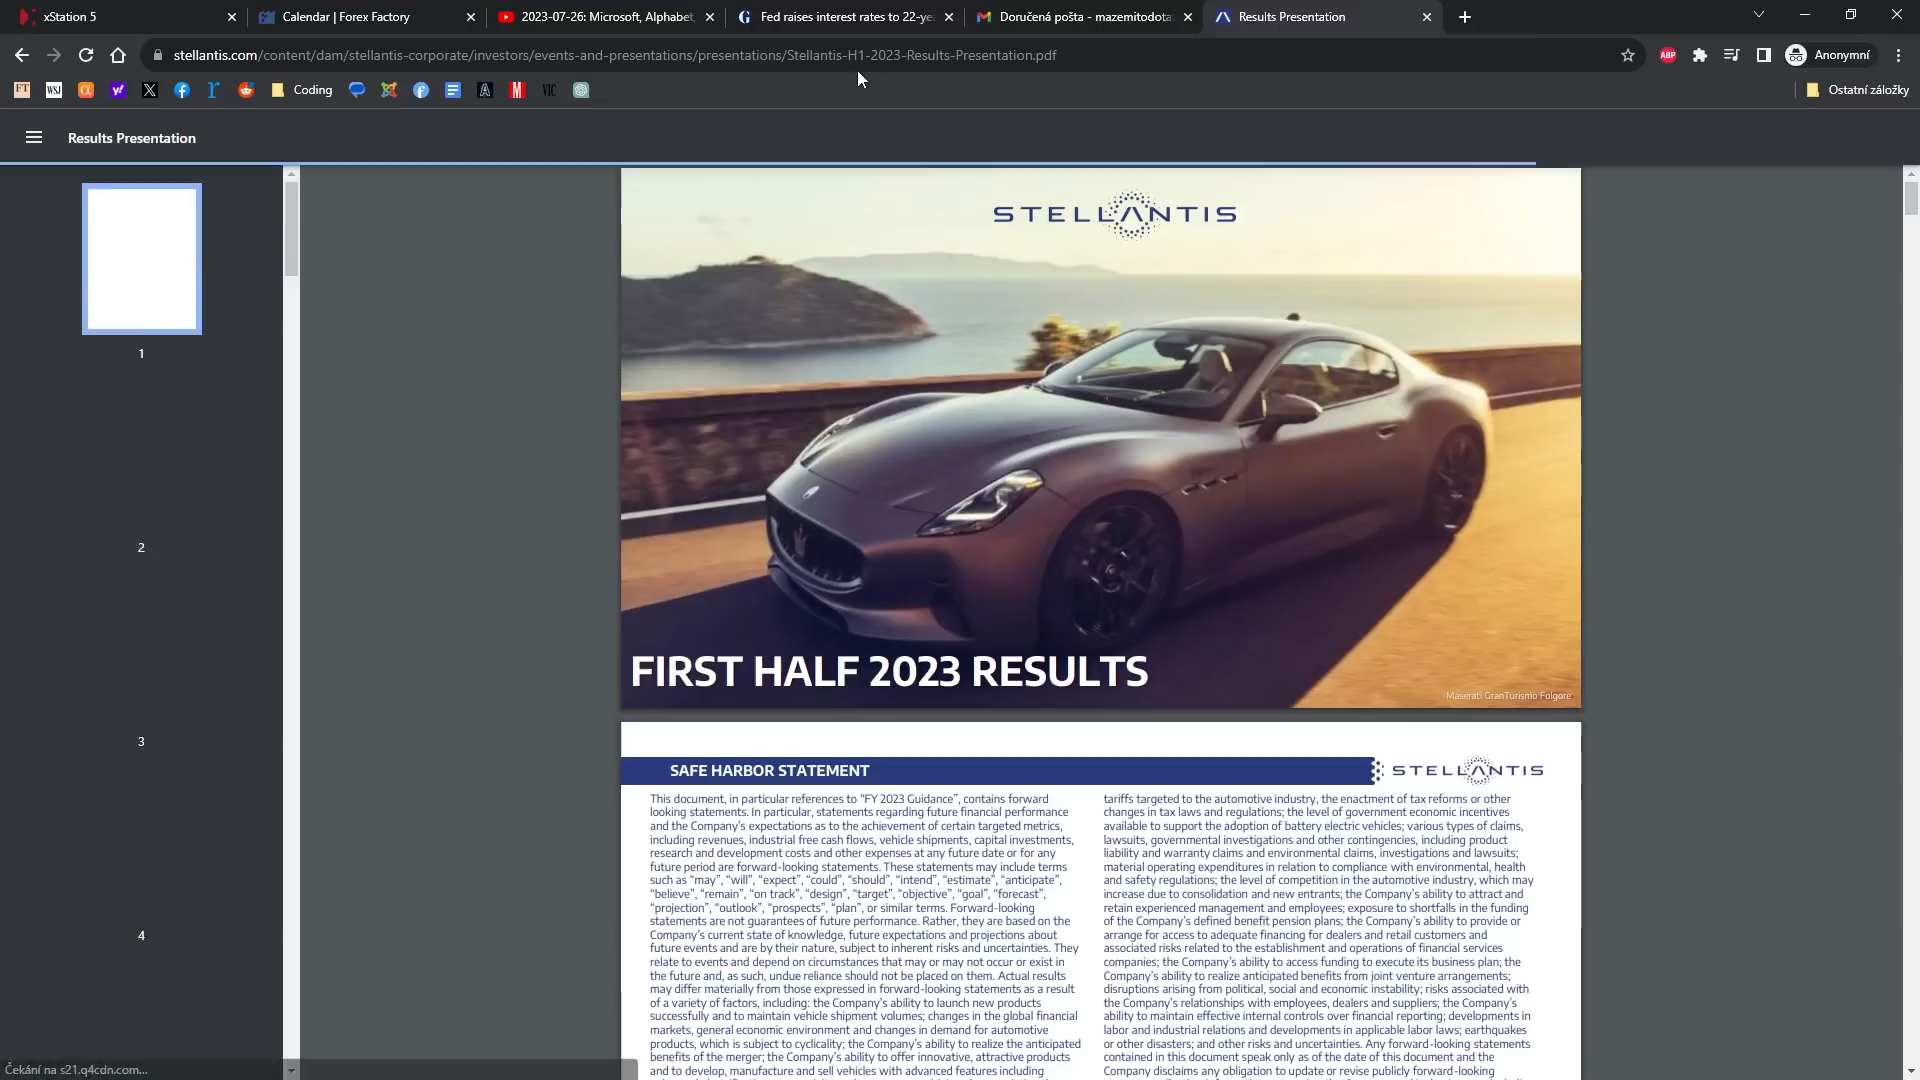 xStation 5
Calendar | Forex Factory
2023-07-26: Microsoft, Alphabet,
Fed raises interest rates to 22-ye
Doručená pošta - mazemitodota
Results Presentation
stellantis.com/content/dam/stellantis-corporate/investors/events-and-presentations/presentations/Stellantis-H1-2023-Results-Presentation.pdf
ABP
Anonymní
FT
WSJ
Coding
VIC
Ostatní záložky
Results Presentation
1
2
3
4
STELLANTIS
FIRST HALF 2023 RESULTS
Maserati GranTurismo Folgore
SAFE HARBOR STATEMENT
STELLANTIS
This document, in particular references to “FY 2023 Guidance”, contains forward
looking statements. In particular, statements regarding future financial performance
and the Company’s expectations as to the achievement of certain targeted metrics,
including revenues, industrial free cash flows, vehicle shipments, capital investments,
research and development costs and other expenses at any future date or for any
future period are forward-looking statements. These statements may include terms
such as “may”, “will”, “expect”, “could”, “should”, “intend”, “estimate”, “anticipate”,
“believe”, “remain”, “on track”, “design”, “target”, “objective”, “goal”, “forecast”,
“projection”, “outlook”, “prospects”, “plan”, or similar terms. Forward-looking
statements are not guarantees of future performance. Rather, they are based on the
Company’s current state of knowledge, future expectations and projections about
future events and are by their nature, subject to inherent risks and uncertainties. They
relate to events and depend on circumstances that may or may not occur or exist in
the future and, as such, undue reliance should not be placed on them. Actual results
may differ materially from those expressed in forward-looking statements as a result
of a variety of factors, including: the Company’s ability to launch new products
successfully and to maintain vehicle shipment volumes; changes in the global financial
markets, general economic environment and changes in demand for automotive
products, which is subject to cyclicality; the Company’s ability to realize the anticipated
benefits of the merger; the Company’s ability to offer innovative, attractive products
and to develop, manufacture and sell vehicles with advanced features including
tariffs targeted to the automotive industry, the enactment of tax reforms or other
changes in tax laws and regulations; the level of government economic incentives
available to support the adoption of battery electric vehicles; various types of claims,
lawsuits, governmental investigations and other contingencies, including product
liability and warranty claims and environmental claims, investigations and lawsuits;
material operating expenditures in relation to compliance with environmental, health
and safety regulations; the level of competition in the automotive industry, which may
increase due to consolidation and new entrants; the Company’s ability to attract and
retain experienced management and employees; exposure to shortfalls in the funding
of the Company’s defined benefit pension plans; the Company’s ability to provide or
arrange for access to adequate financing for dealers and retail customers and
associated risks related to the establishment and operations of financial services
companies; the Company’s ability to access funding to execute its business plan; the
Company’s ability to realize anticipated benefits from joint venture arrangements;
disruptions arising from political, social and economic instability; risks associated with
the Company’s relationships with employees, dealers and suppliers; the Company’s
ability to maintain effective internal controls over financial reporting; developments in
labor and industrial relations and developments in applicable labor laws; earthquakes
or other disasters; and other risks and uncertainties. Any forward-looking statements
contained in this document speak only as of the date of this document and the
Company disclaims any obligation to update or revise publicly forward-looking
Čekání na s21.q4cdn.com...